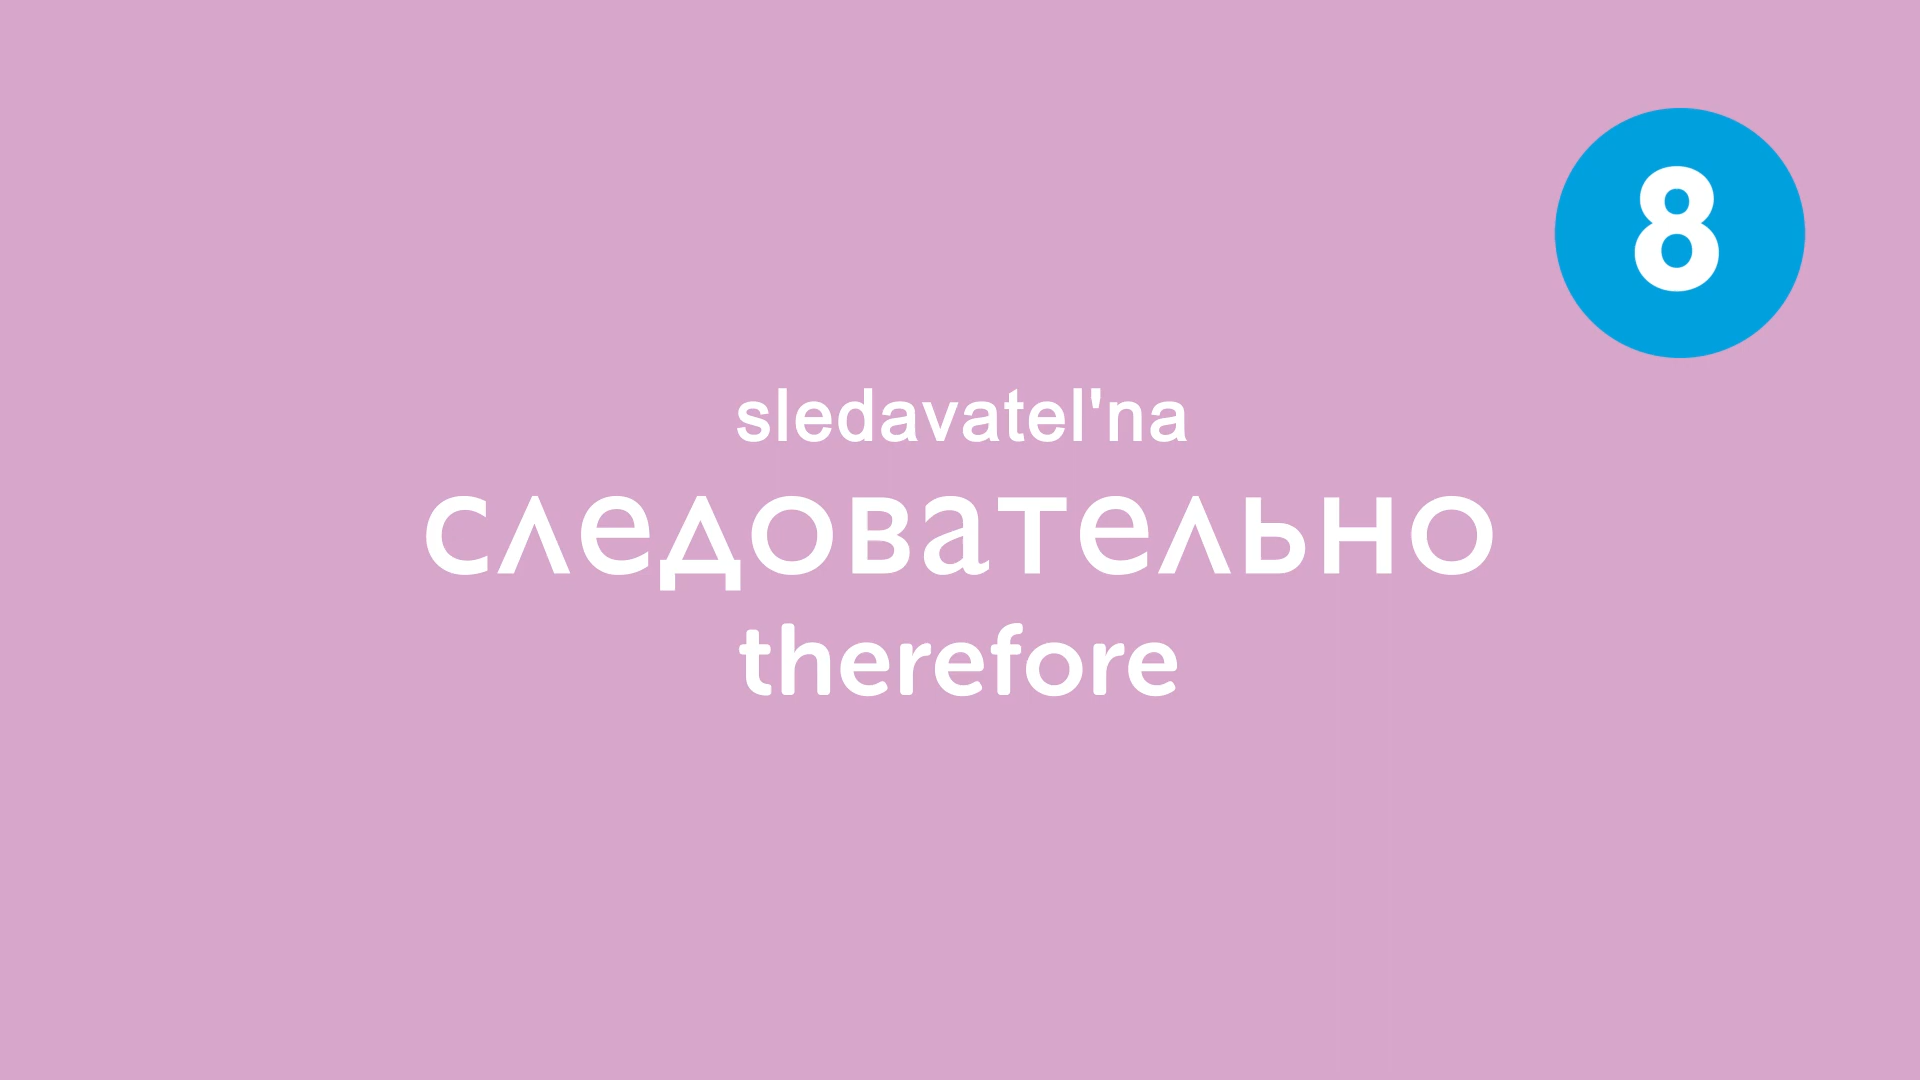 8
sledavatel'na
следовательно
therefore